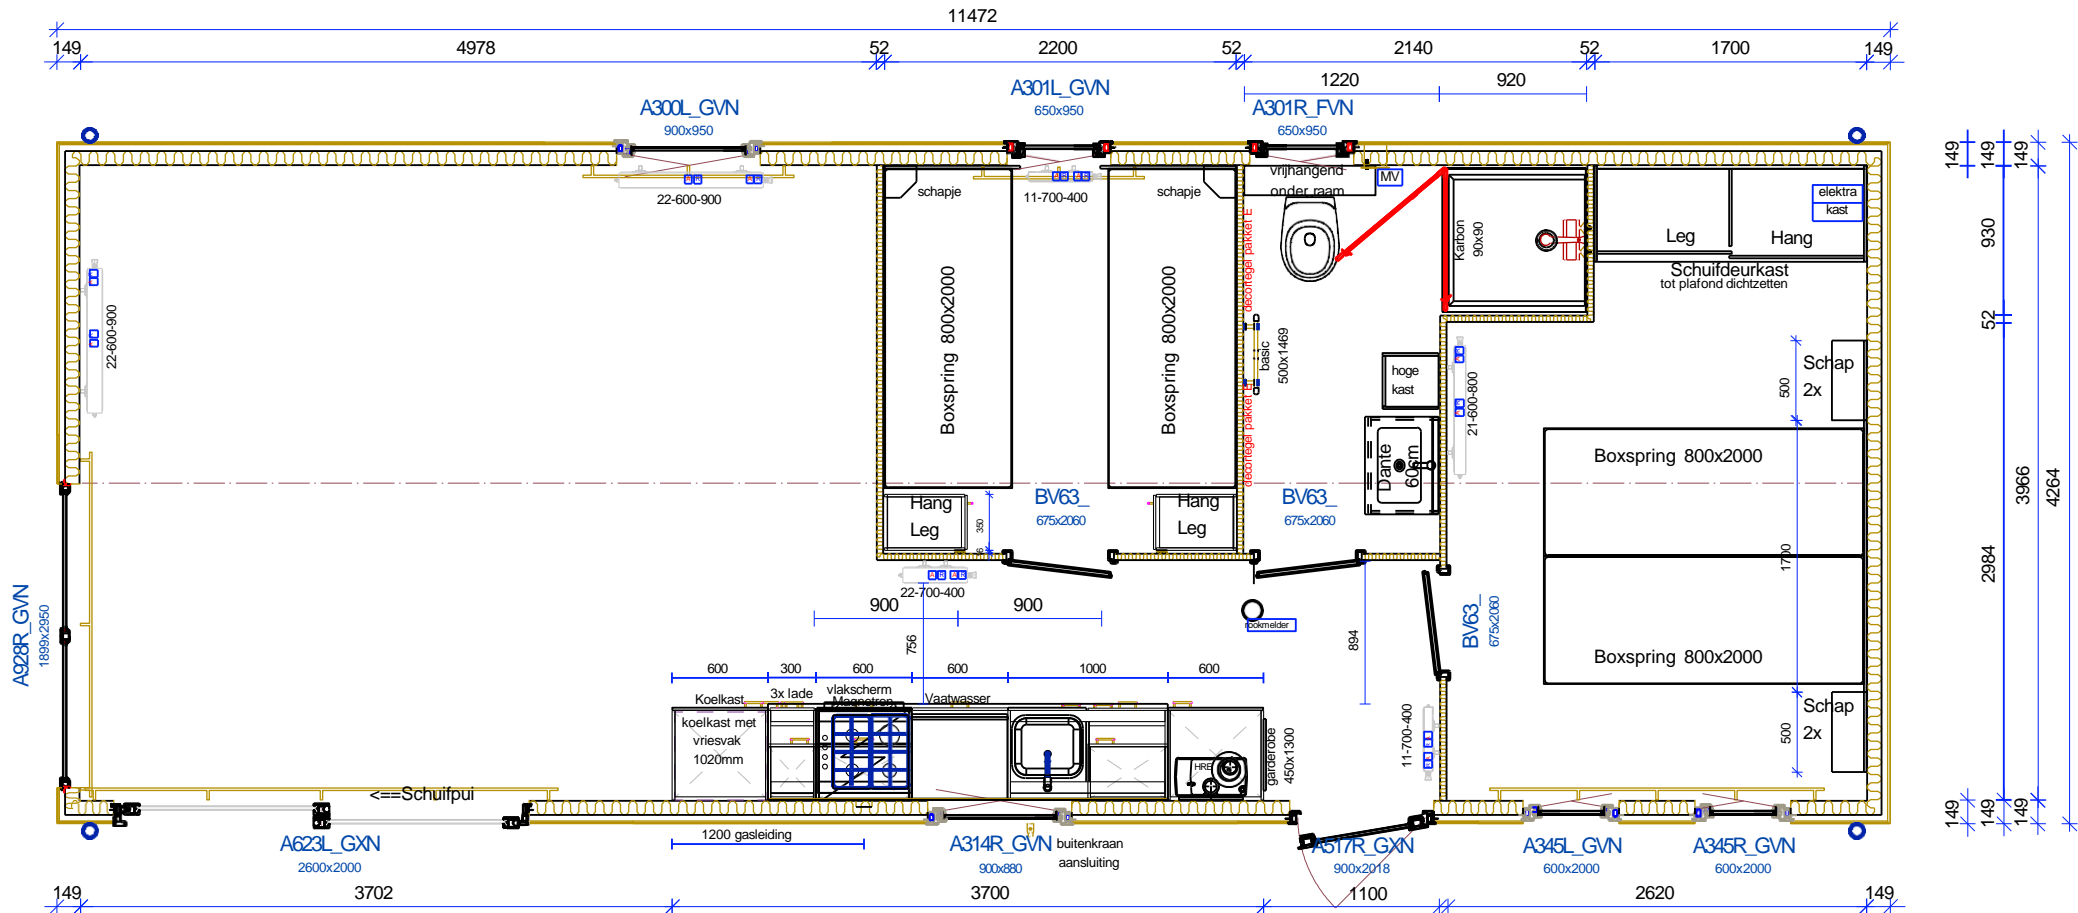 11472
149 4978 52 2200 52 2140 52 1700 149
1220 920
A300L_GVN
900x950
A301L_GVN
650x950
A301R_FVN
650x950
22-600-900
11-700-400
schapje
schapje
vrijhangend
onder raam
MV
elektra
kast
Leg
Hang
Schuifdeurkast
tot plafond dichtzetten
Karbon
90x90
22-600-900
Boxspring 800x2000
Boxspring 800x2000
decortegel pakket E
decortegel pakket E
basic
500x1469
hoge
kast
Dante
60cm
21-600-800
Schap
2x
500
Boxspring 800x2000
1700
Boxspring 800x2000
Schap
2x
500
Hang
Leg
350
Hang
Leg
BV63_
675x2060
BV63_
675x2060
BV63_
675x2060
22-700-400
900 900
756
894
rookmelder
600 300 600 600 1000 600
Koelkast
3x lade
vlakscherm
Magnetron
Vaatwasser
koelkast met
vriesvak
1020mm
HRE
garderobe
450x1300
11-700-400
A928R_GVN
1899x2950
<==Schuifpui
A623L_GXN
2600x2000
1200 gasleiding
A314R_GVN
900x880
buitenkraan
aansluiting
A517R_GXN
900x2018
A345L_GVN
600x2000
A345R_GVN
600x2000
149 3702 3700 1100 2620 149
149 149 149
930
52
2984
3966
4264
149 149 149